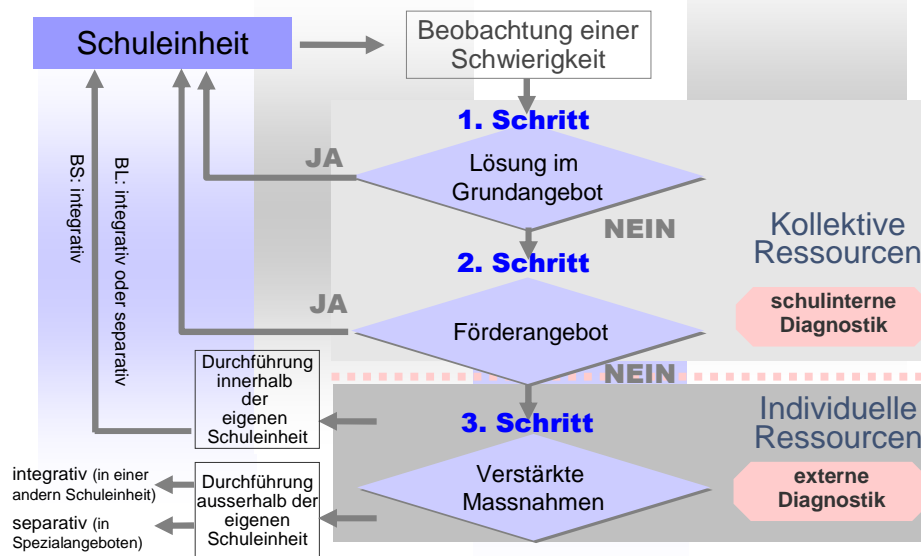 Schuleinheit
Beobachtung einer
Schwierigkeit
1. Schritt
JA
Lösung im
Grundangebot
NEIN
Kollektive
Ressourcen
2. Schritt
JA
Förderangebot
schulinterne
Diagnostik
BS: integrativ
BL: integrativ oder separativ
NEIN
Durchführung
innerhalb
der
eigenen
Schuleinheit
3. Schritt
Individuelle
Ressourcen
Verstärkte
Massnahmen
externe
Diagnostik
integrativ (in einer
andern Schuleinheit)
separativ (in
Spezialangeboten)
Durchführung
ausserhalb der
eigenen
Schuleinheit